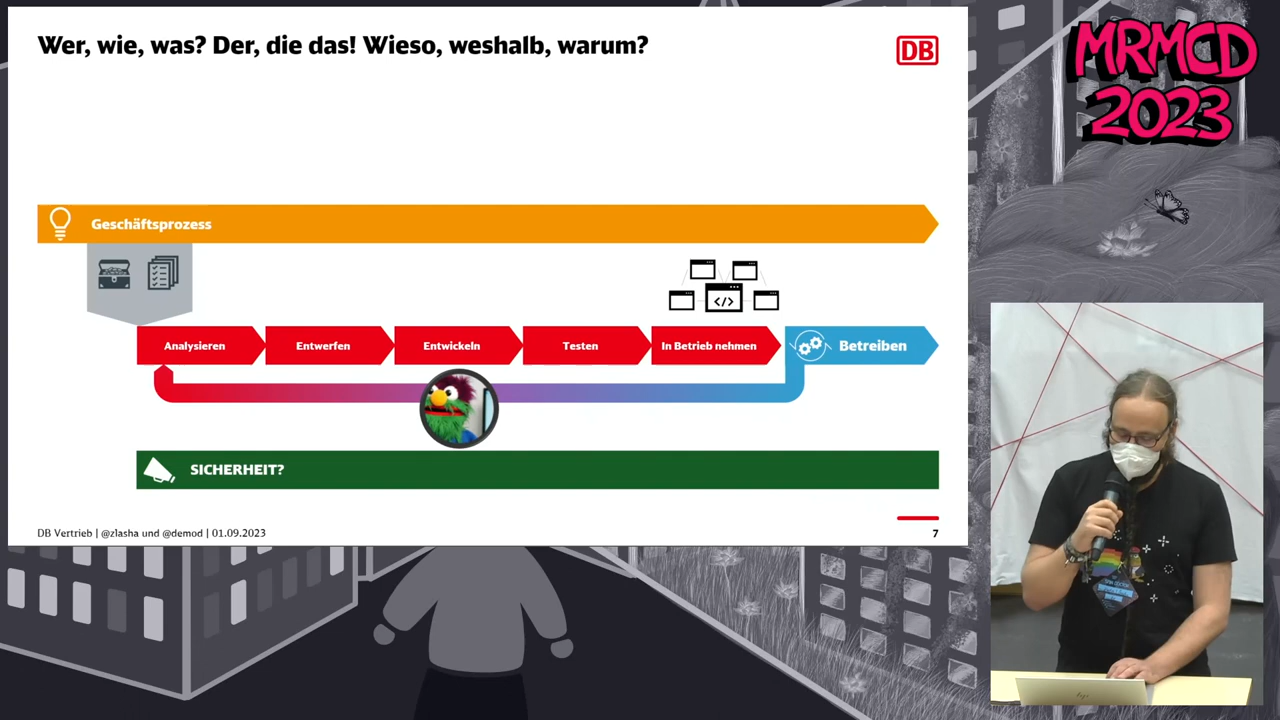 Wer, wie, was? Der, die das! Wieso, weshalb, warum?
DB
MRMCD
2023
Geschäftsprozess
</>
Analysieren
Entwerfen
Entwickeln
Testen
In Betrieb nehmen
Betreiben
SICHERHEIT?
DB Vertrieb | @zlasha und @demod | 01.09.2023
7